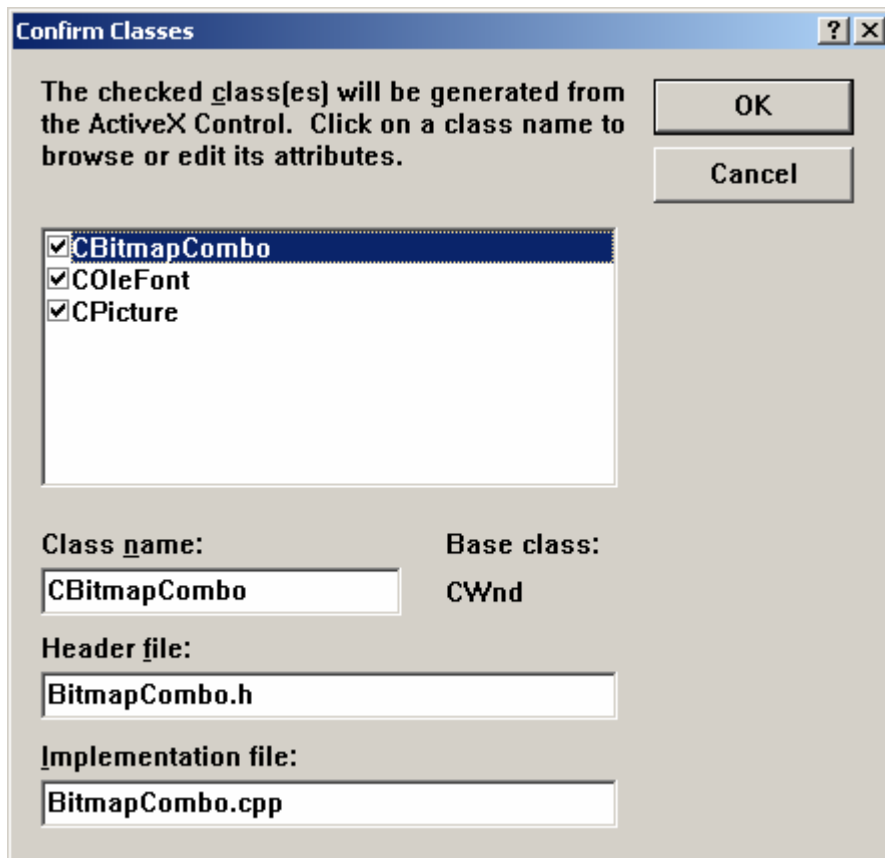 Confirm Classes
The checked class(es) will be generated from
the ActiveX Control.  Click on a class name to
browse or edit its attributes.
OK
Cancel
CBitmapCombo
COleFont
CPicture
Class name:
Base class:
CBitmapCombo
CWnd
Header file:
BitmapCombo.h
Implementation file:
BitmapCombo.cpp